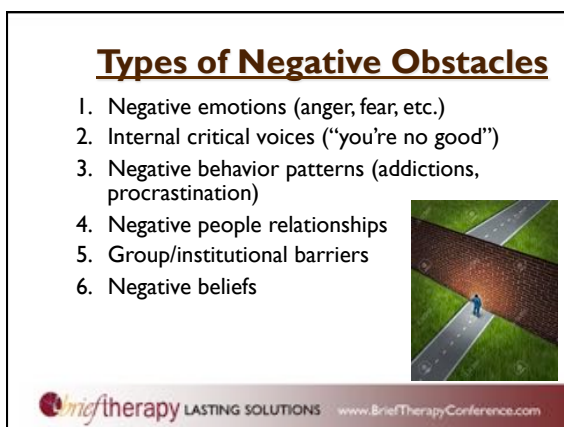 Types of Negative Obstacles
1. Negative emotions (anger, fear, etc.)
2. Internal critical voices (“you’re no good”)
3. Negative behavior patterns (addictions,
procrastination)
4. Negative people relationships
5. Group/institutional barriers
6. Negative beliefs
brieftherapy LASTING SOLUTIONS www.BriefTherapyConference.com